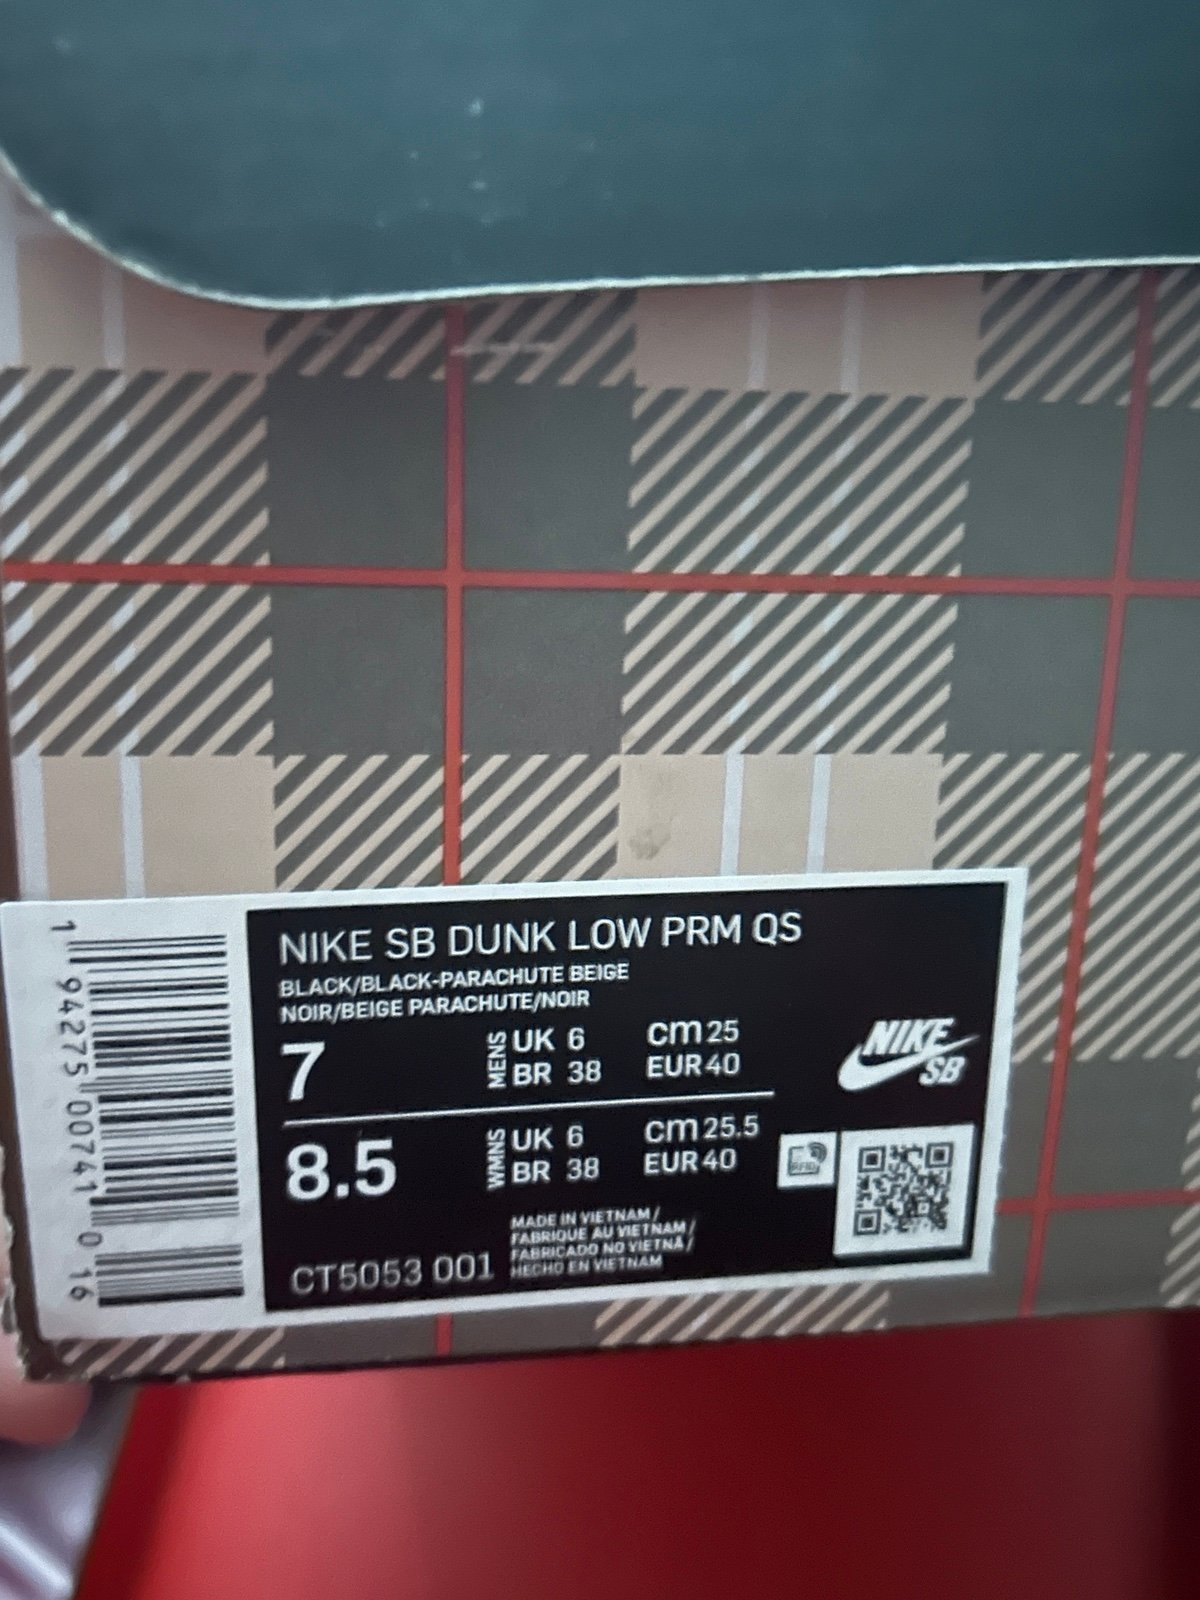 NIKE SB DUNK LOW PRM QS
BLACK/BLACK-PARACHUTE BEIGE
NOIR/BEIGE PARACHUTE/NOIR
7 MENS UK 6 cm 25
BR 38 EUR 40
8.5 WMNS UK 6 cm 25.5
BR 38 EUR 40
MADE IN VIETNAM /
FABRIQUE AU VIETNAM /
FABRICADO NO VIETNÃ /
HECHO EN VIETNAM
CT5053 001
NIKE
SB
RFID
1 94275 00741 0 16